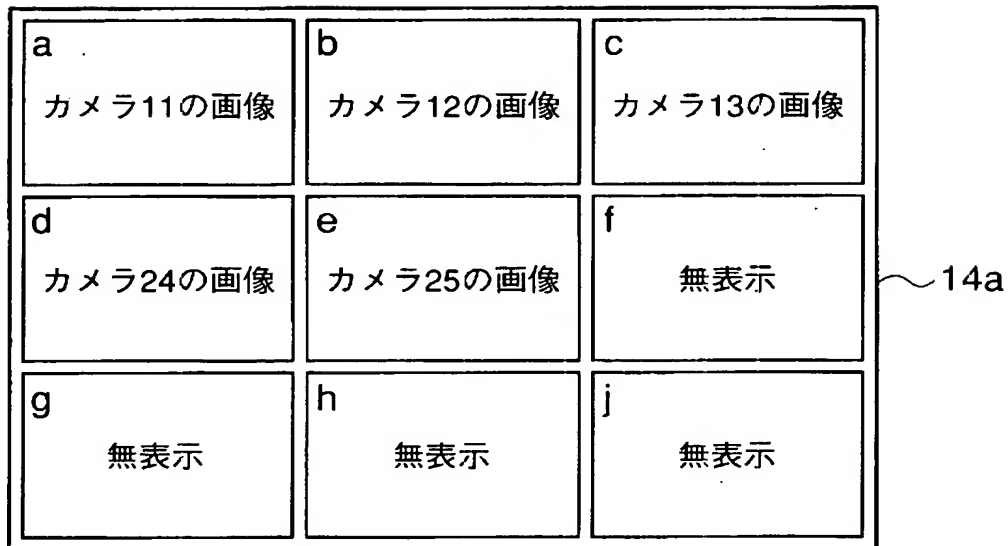 a
カメラ11の画像
b
カメラ12の画像
c
カメラ13の画像
d
カメラ24の画像
e
カメラ25の画像
f
無表示
14a
g
無表示
h
無表示
j
無表示